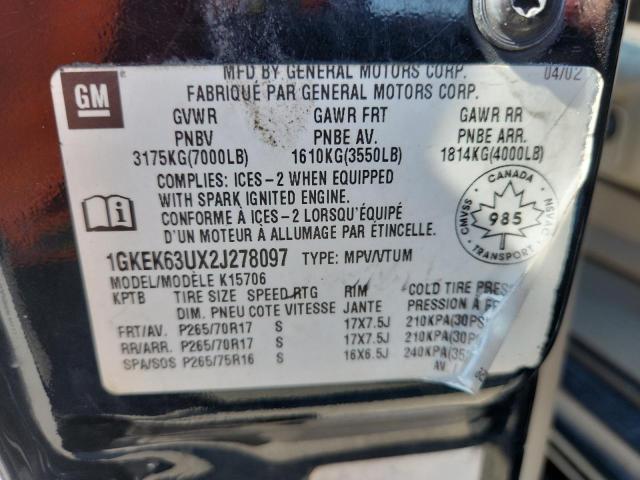 MFD BY GENERAL MOTORS CORP. 04/02
FABRIQUÉ PAR GENERAL MOTORS CORP.
GM
GVWR GAWR FRT GAWR RR
PNBV PNBE AV. PNBE ARR.
3175KG(7000LB) 1610KG(3550LB) 1814KG(4000LB)
COMPLIES: ICES-2 WHEN EQUIPPED
WITH SPARK IGNITED ENGINE.
CONFORME À ICES-2 LORSQU'ÉQUIPÉ
D'UN MOTEUR À ALLUMAGE PAR ÉTINCELLE.
CANADA
CMVSS 985 NSVAC
TRANSPORT
1GKEK63UX2J278097 TYPE: MPV/VTUM
MODEL/MODÈLE K15706
KPTB TIRE SIZE SPEED RTG RIM COLD TIRE PRESSURE
DIM. PNEU COTE VITESSE JANTE PRESSION À
FRT/AV. P265/70R17 S 17X7.5J 210KPA(30PSI
RR/ARR. P265/70R17 S 17X7.5J 210KPA(30
SPA/SOS P265/75R16 S 16X6.5J 240KPA(35
AV.